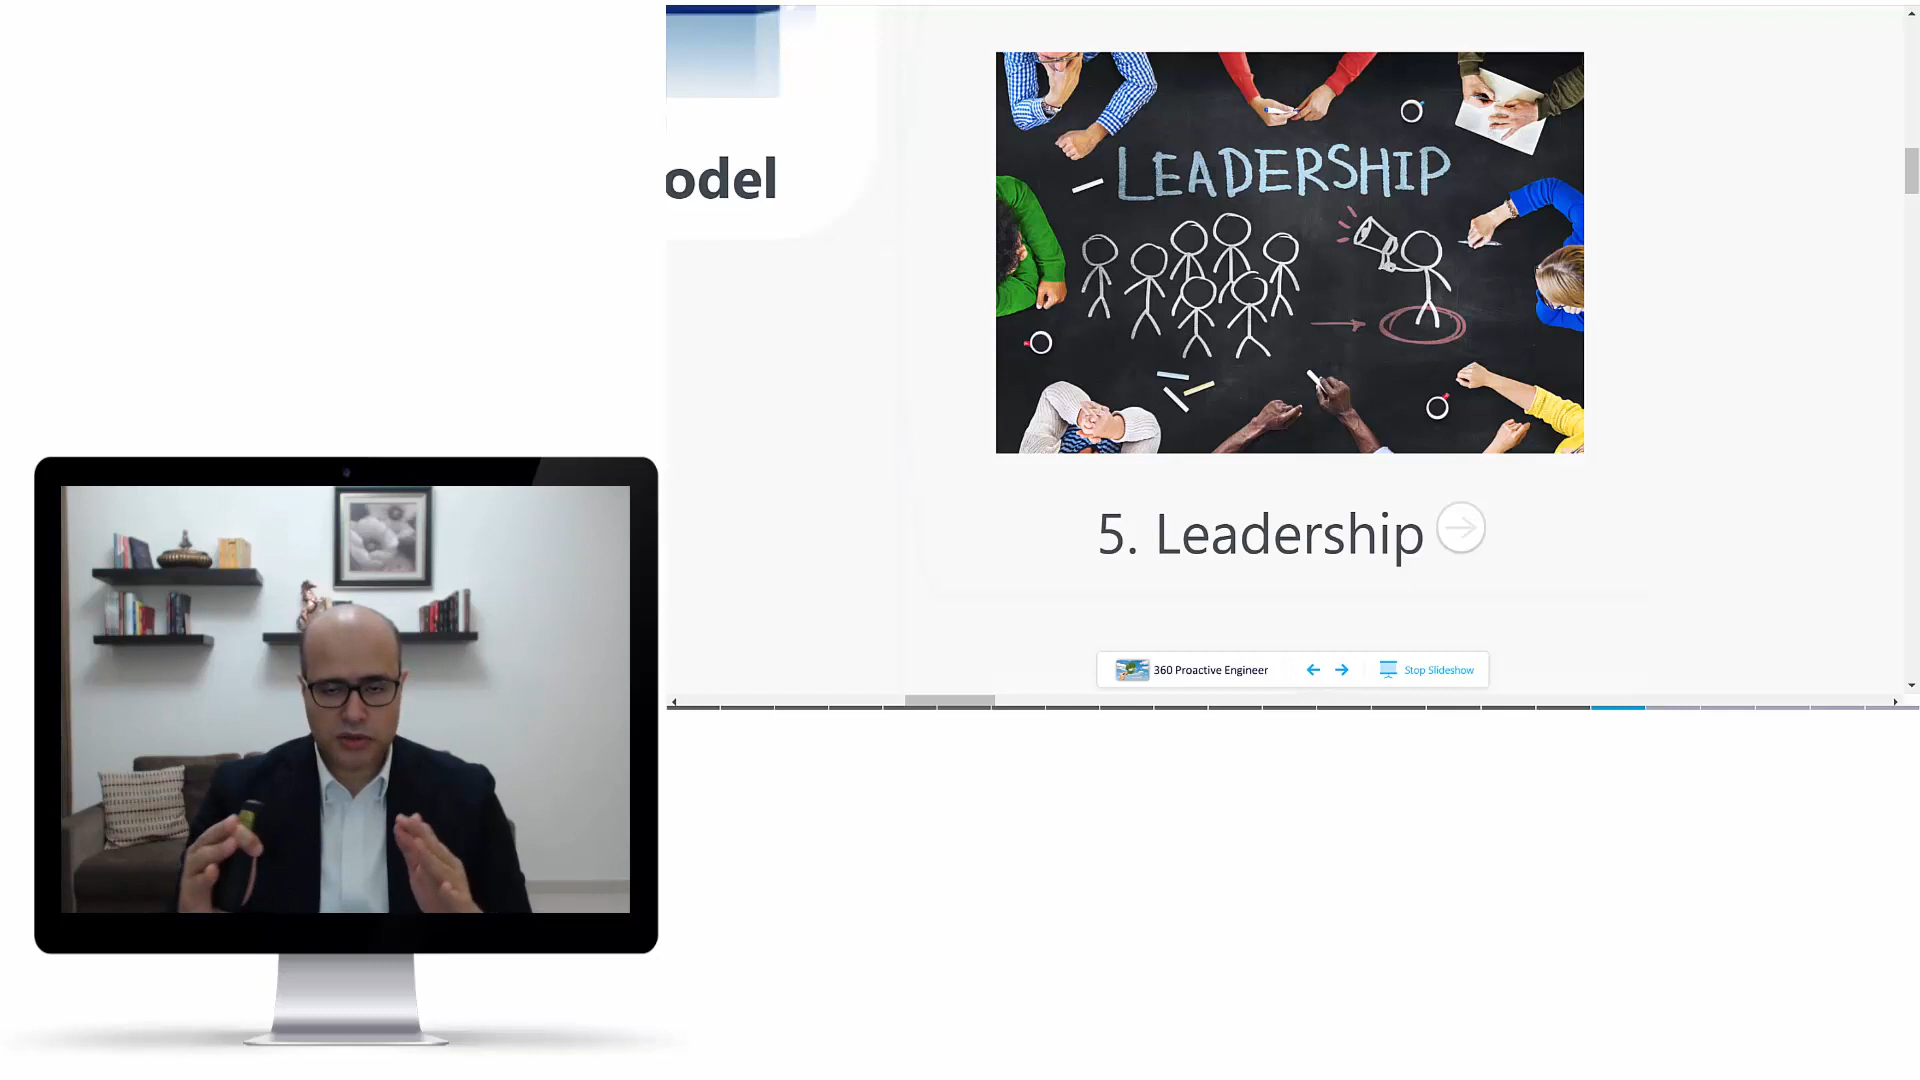 odel
LEADERSHIP
5. Leadership
360 Proactive Engineer
Stop Slideshow